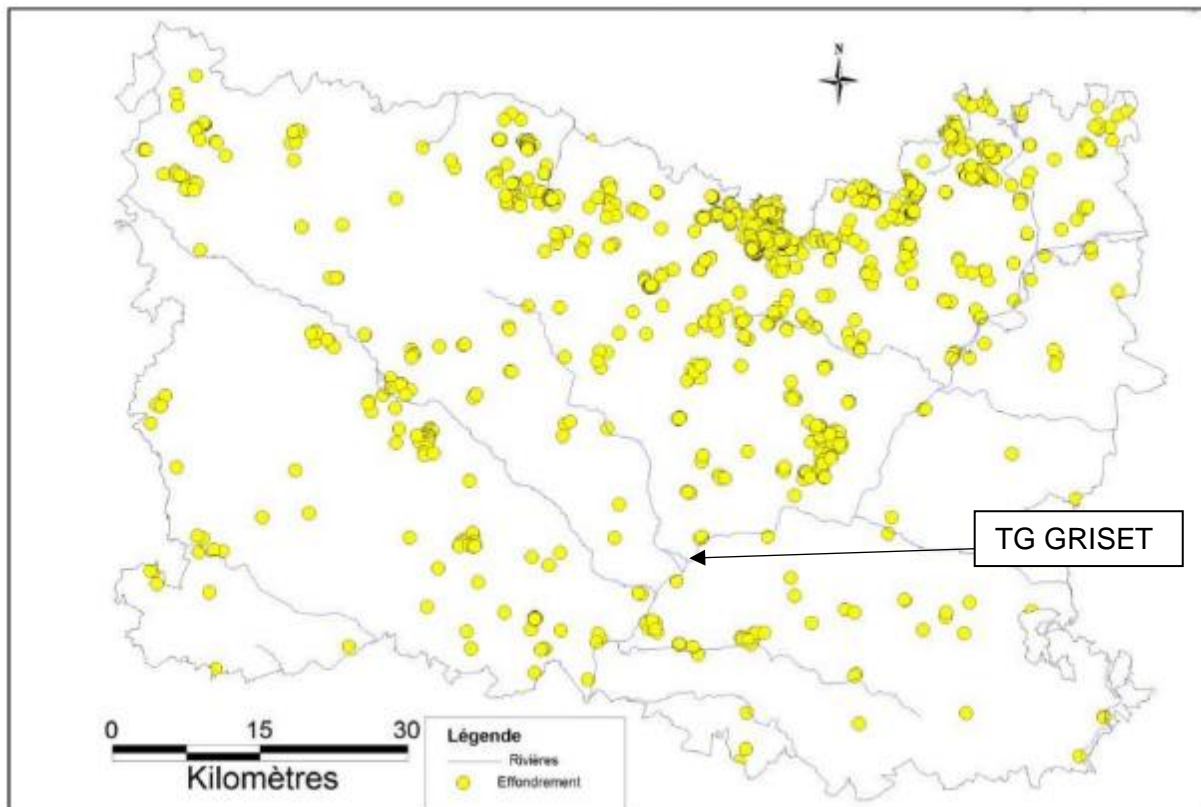 N
TG GRISET
0 15 30
Kilomètres
Légende
Rivières
Effondrement